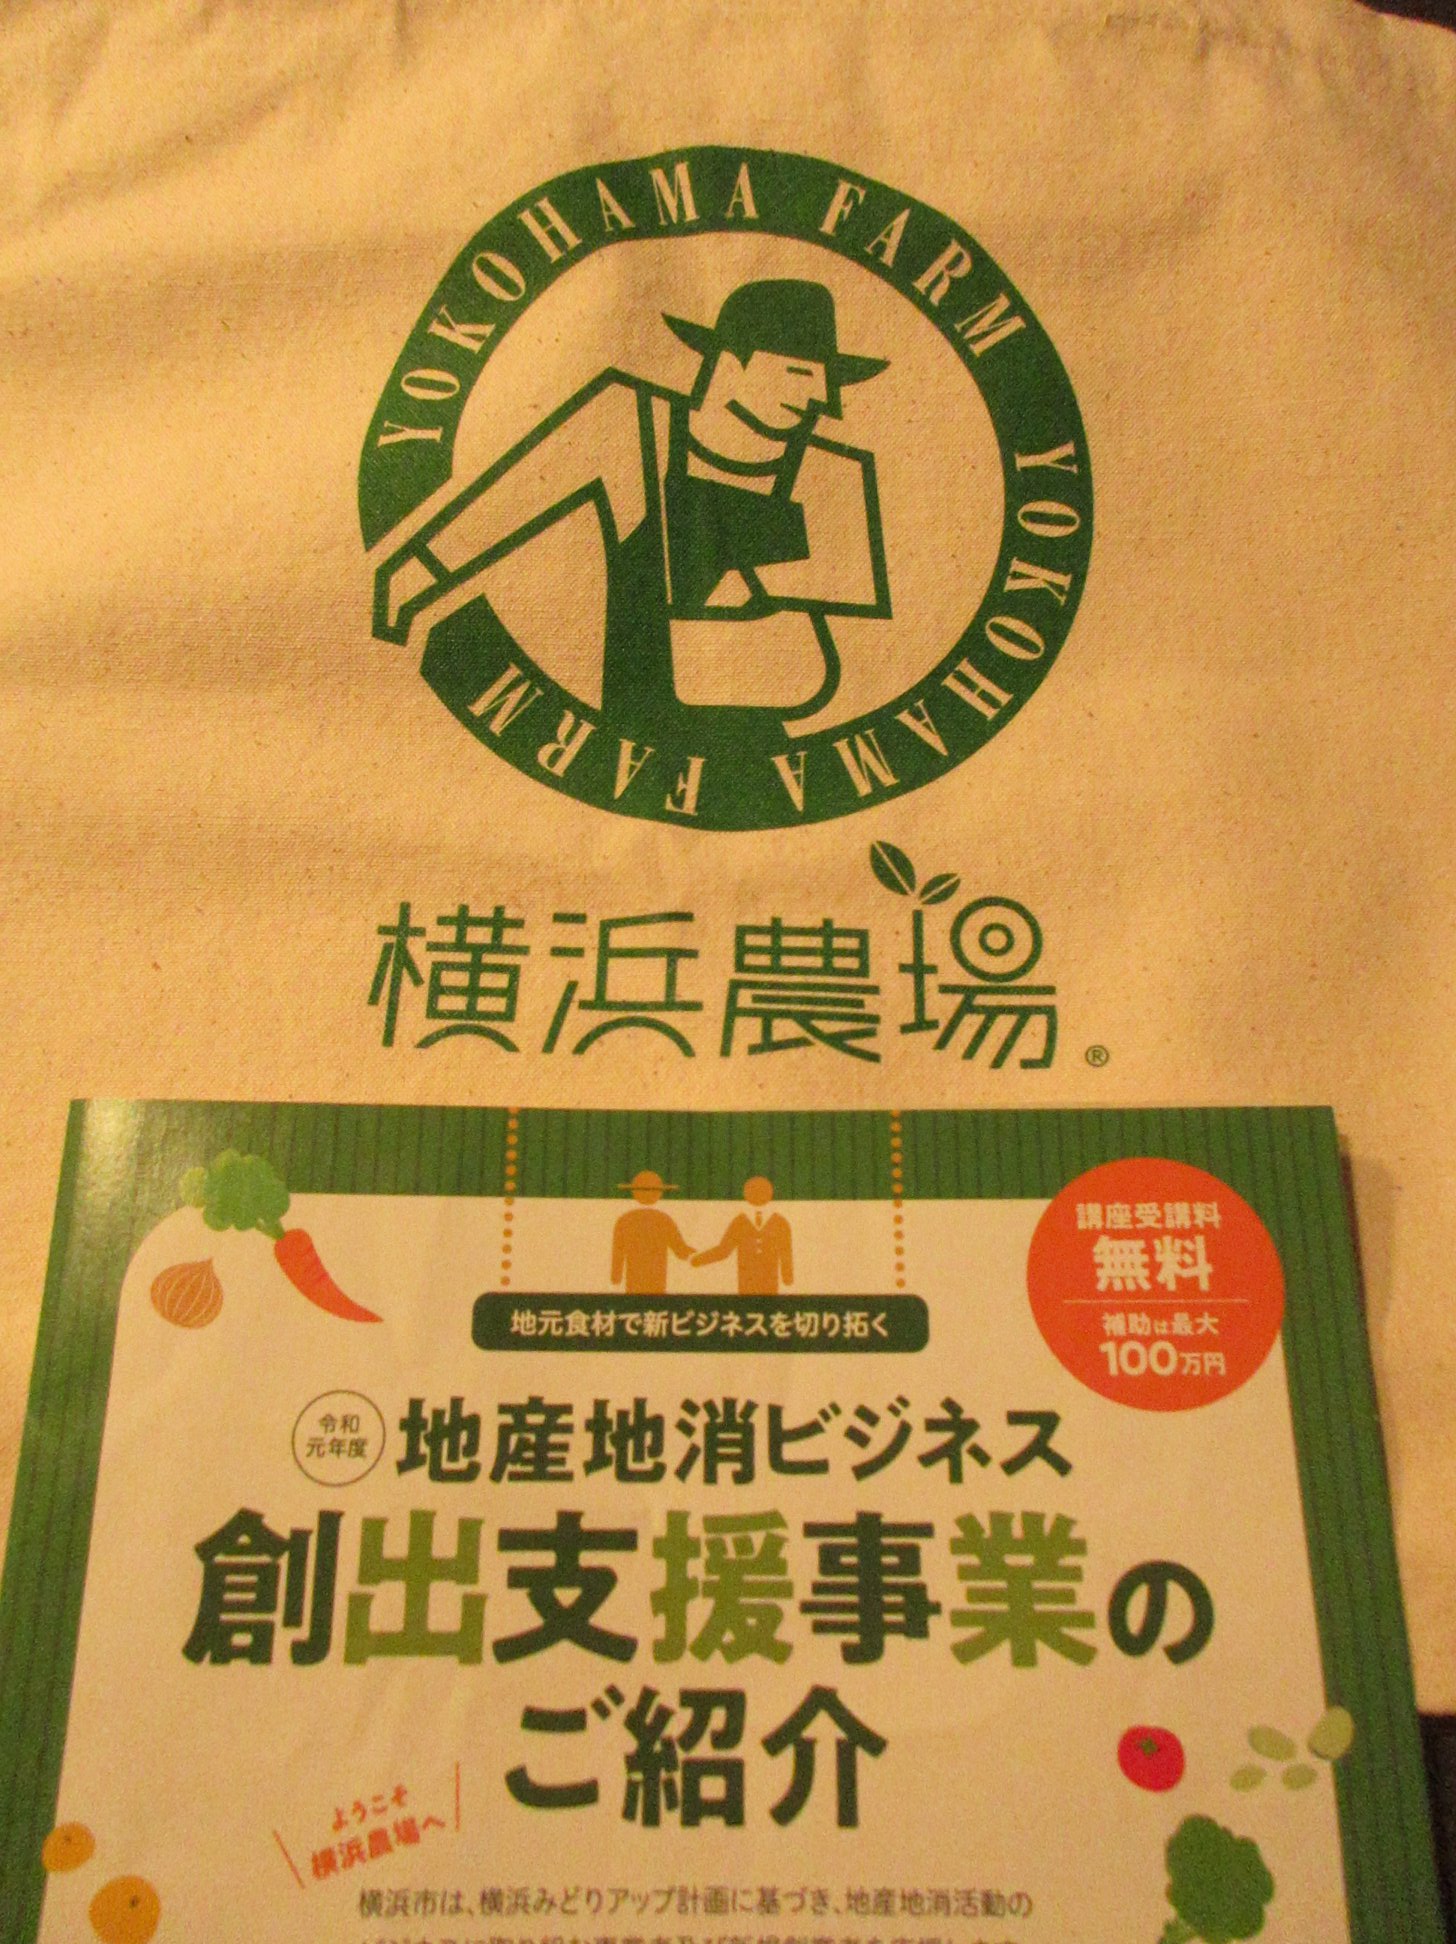 YOKOHAMA FARM YOKOHAMA FARM
横浜農場®
講座受講料
無料
補助は最大
100万円
地元食材で新ビジネスを切り拓く
令和
元年度
地産地消ビジネス
創出支援事業の
ご紹介
ようこそ
横浜農場へ
横浜市は、横浜みどりアップ計画に基づき、地産地消活動の